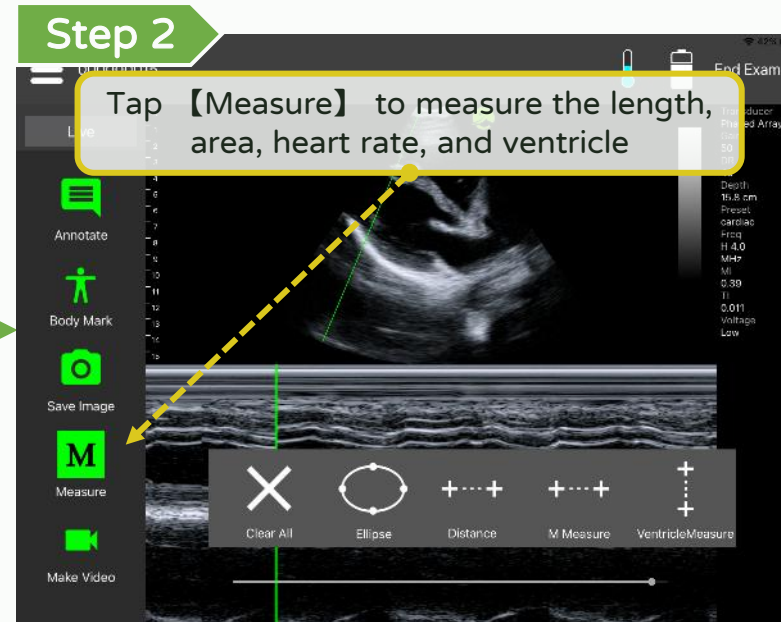 Step 2
42%
End Exam
Tap 【Measure】 to measure the length,
area, heart rate, and ventricle
Annotate
Body Mark
Save Image
M
Measure
Make Video
Depth
15.8 cm
Preset
cardiac
Freq
H 4.0
MHz
MI
0.39
TI
0.011
Voltage
Low
Clear All
Ellipse
Distance
M Measure
VentricleMeasure